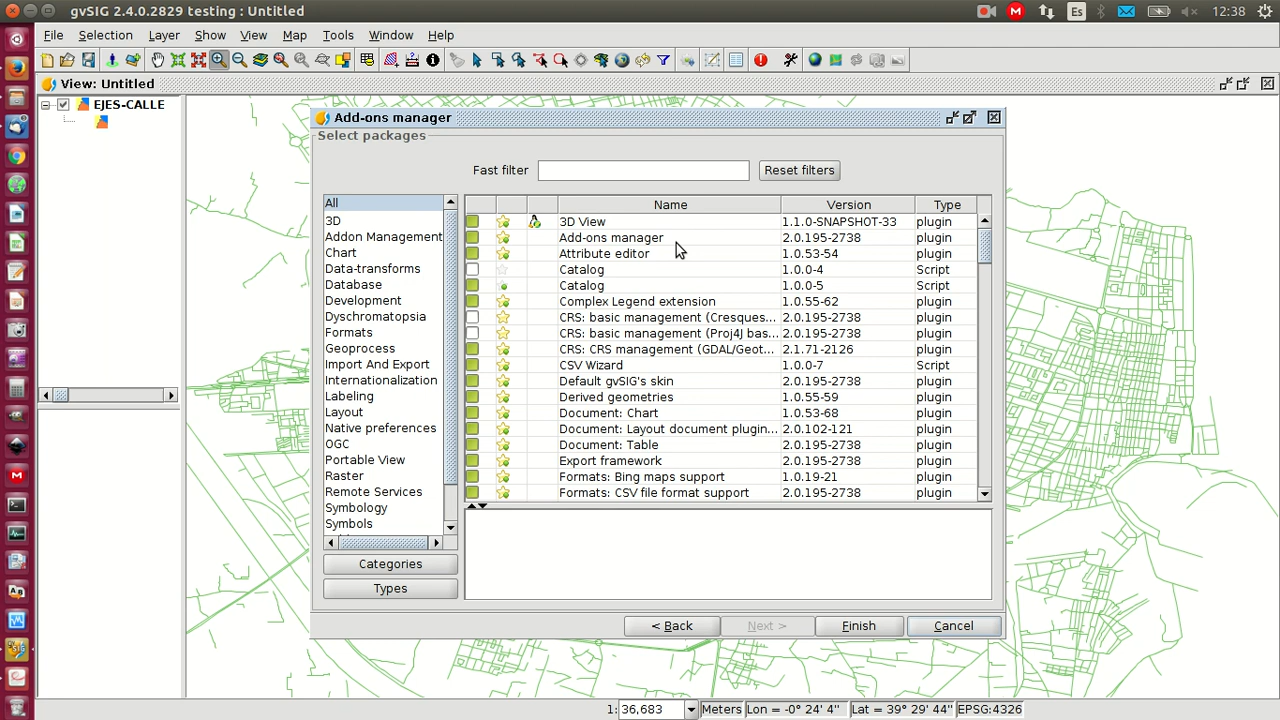 gvSIG 2.4.0.2829 testing : Untitled
Es
12:38
File Selection Layer Show View Map Tools Window Help
View: Untitled
EJES-CALLE
Add-ons manager
Select packages
Fast filter
Reset filters
All
3D
Addon Management
Chart
Data-transforms
Database
Development
Dyschromatopsia
Formats
Geoprocess
Import And Export
Internationalization
Labeling
Layout
Native preferences
OGC
Portable View
Raster
Remote Services
Symbology
Symbols
Categories
Types
Name Version Type
3D View 1.1.0-SNAPSHOT-33 plugin
Add-ons manager 2.0.195-2738 plugin
Attribute editor 1.0.53-54 plugin
Catalog 1.0.0-4 Script
Catalog 1.0.0-5 Script
Complex Legend extension 1.0.55-62 plugin
CRS: basic management (Cresques... 2.0.195-2738 plugin
CRS: basic management (Proj4J bas... 2.0.195-2738 plugin
CRS: CRS management (GDAL/Geot... 2.1.71-2126 plugin
CSV Wizard 1.0.0-7 Script
Default gvSIG's skin 2.0.195-2738 plugin
Derived geometries 1.0.55-59 plugin
Document: Chart 1.0.53-68 plugin
Document: Layout document plugin... 2.0.102-121 plugin
Document: Table 2.0.195-2738 plugin
Export framework 2.0.195-2738 plugin
Formats: Bing maps support 1.0.19-21 plugin
Formats: CSV file format support 2.0.195-2738 plugin
< Back
Next >
Finish
Cancel
1: 36,683 Meters Lon = -0° 24' 4" Lat = 39° 29' 44" EPSG:4326